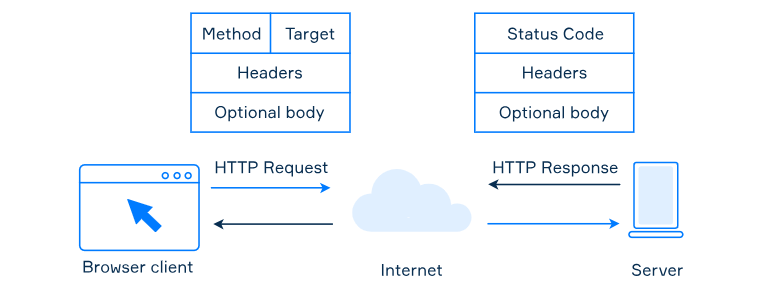 Method Target Status Code
Headers Headers
Optional body Optional body
HTTP Request HTTP Response
Browser client Internet Server